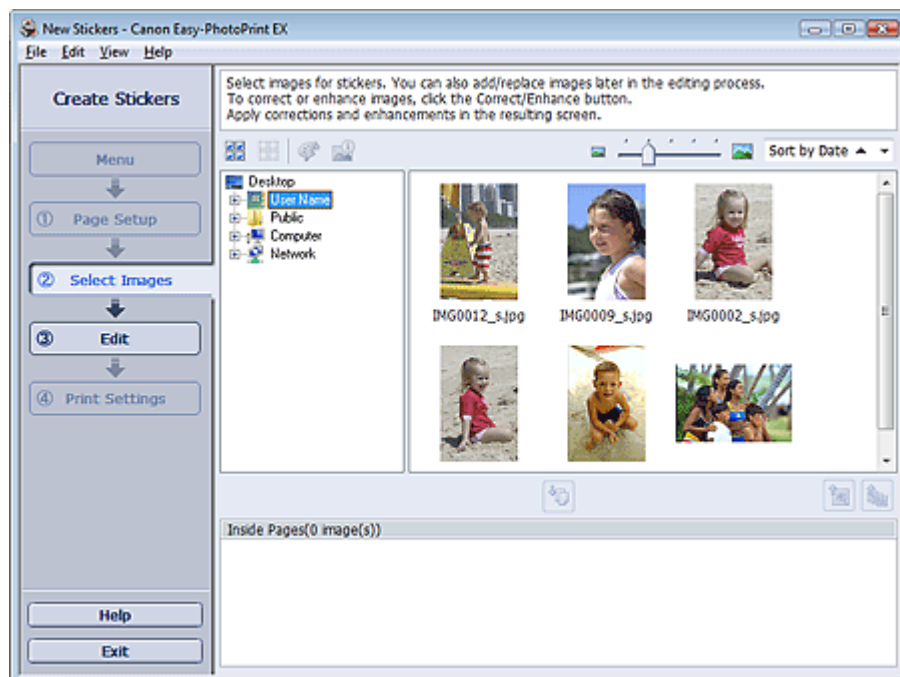 New Stickers - Canon Easy-PhotoPrint EX
File Edit View Help
Create Stickers
Menu
① Page Setup
② Select Images
③ Edit
④ Print Settings
Help
Exit
Select images for stickers. You can also add/replace images later in the editing process.
To correct or enhance images, click the Correct/Enhance button.
Apply corrections and enhancements in the resulting screen.
Sort by Date
Desktop
User Name
Public
Computer
Network
IMG0012_s.jpg IMG0009_s.jpg IMG0002_s.jpg
Inside Pages(0 image(s))